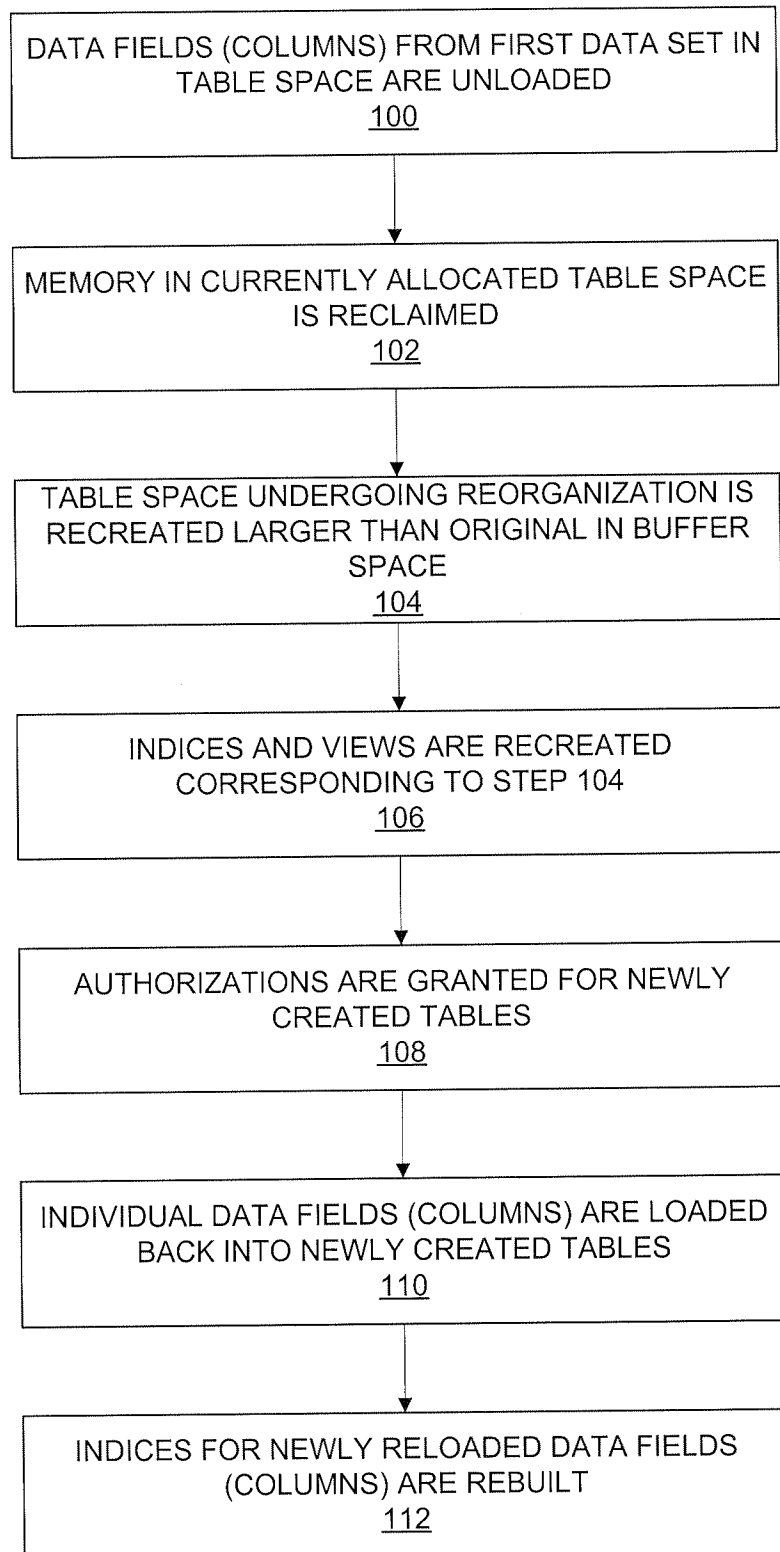 DATA FIELDS (COLUMNS) FROM FIRST DATA SET IN
TABLE SPACE ARE UNLOADED
100
MEMORY IN CURRENTLY ALLOCATED TABLE SPACE
IS RECLAIMED
102
TABLE SPACE UNDERGOING REORGANIZATION IS
RECREATED LARGER THAN ORIGINAL IN BUFFER
SPACE
104
INDICES AND VIEWS ARE RECREATED
CORRESPONDING TO STEP 104
106
AUTHORIZATIONS ARE GRANTED FOR NEWLY
CREATED TABLES
108
INDIVIDUAL DATA FIELDS (COLUMNS) ARE LOADED
BACK INTO NEWLY CREATED TABLES
110
INDICES FOR NEWLY RELOADED DATA FIELDS
(COLUMNS) ARE REBUILT
112